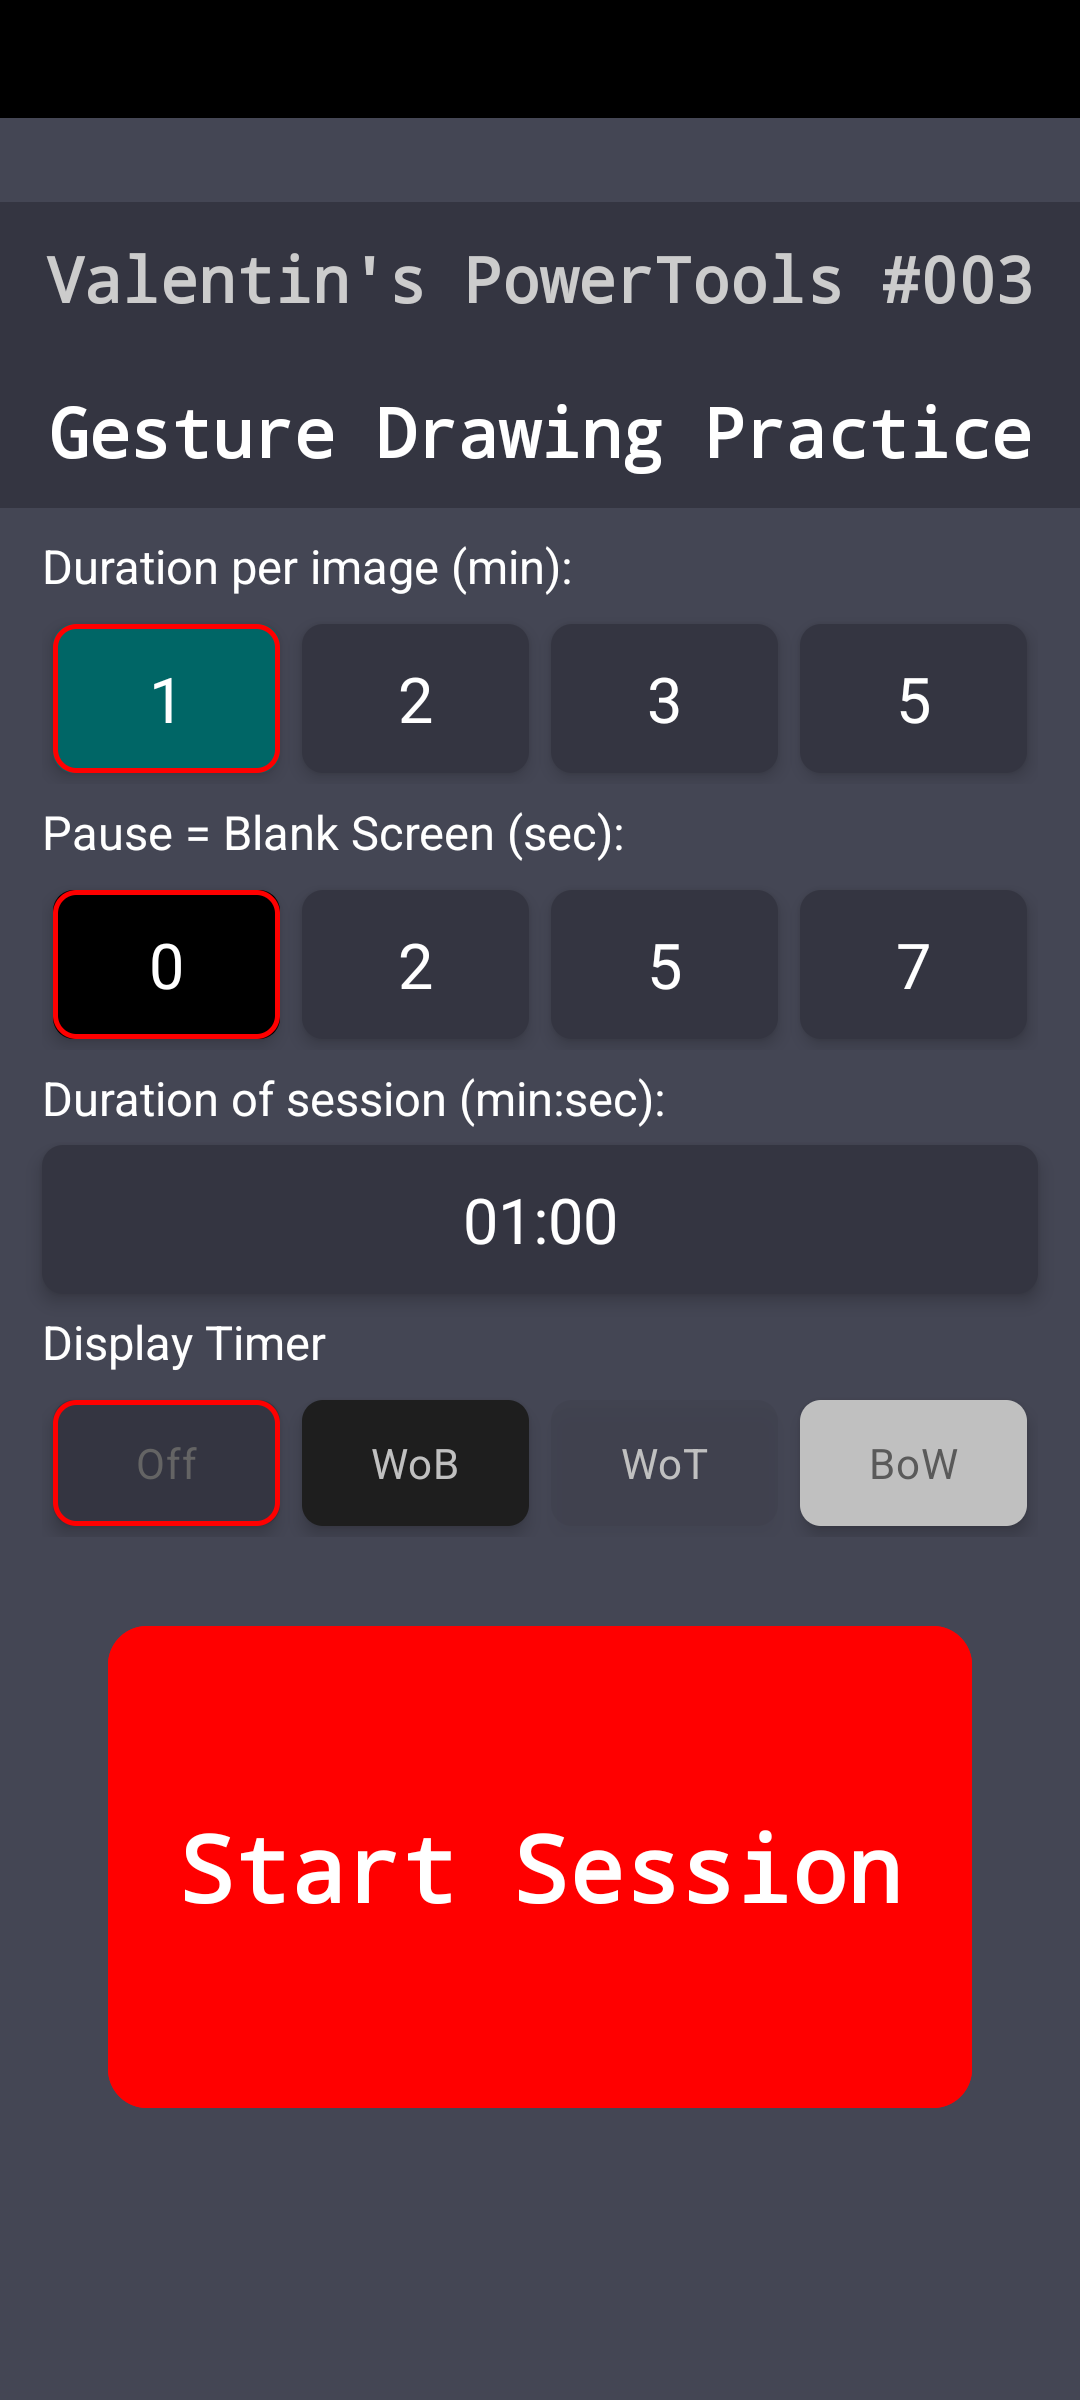 Valentin's PowerTools #003
Gesture Drawing Practice
Duration per image (min):
1 2 3 5
Pause = Blank Screen (sec):
0 2 5 7
Duration of session (min:sec):
01:00
Display Timer
Off WoB WoT BoW
Start Session